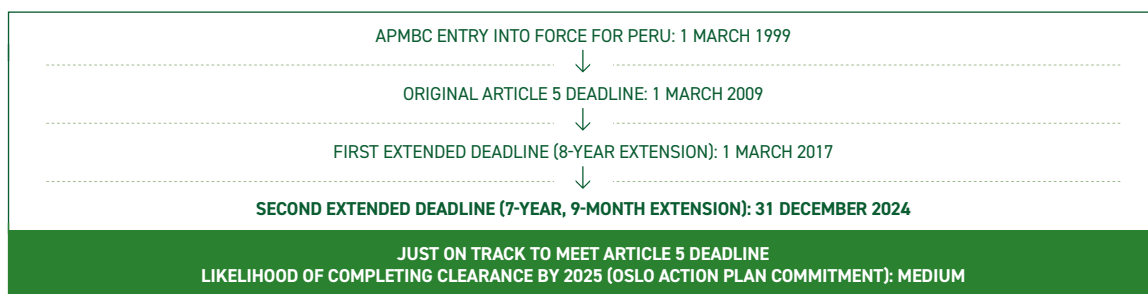 APMBC ENTRY INTO FORCE FOR PERU: 1 MARCH 1999
ORIGINAL ARTICLE 5 DEADLINE: 1 MARCH 2009
FIRST EXTENDED DEADLINE (8-YEAR EXTENSION): 1 MARCH 2017
SECOND EXTENDED DEADLINE (7-YEAR, 9-MONTH EXTENSION): 31 DECEMBER 2024
JUST ON TRACK TO MEET ARTICLE 5 DEADLINE
LIKELIHOOD OF COMPLETING CLEARANCE BY 2025 (OSLO ACTION PLAN COMMITMENT): MEDIUM